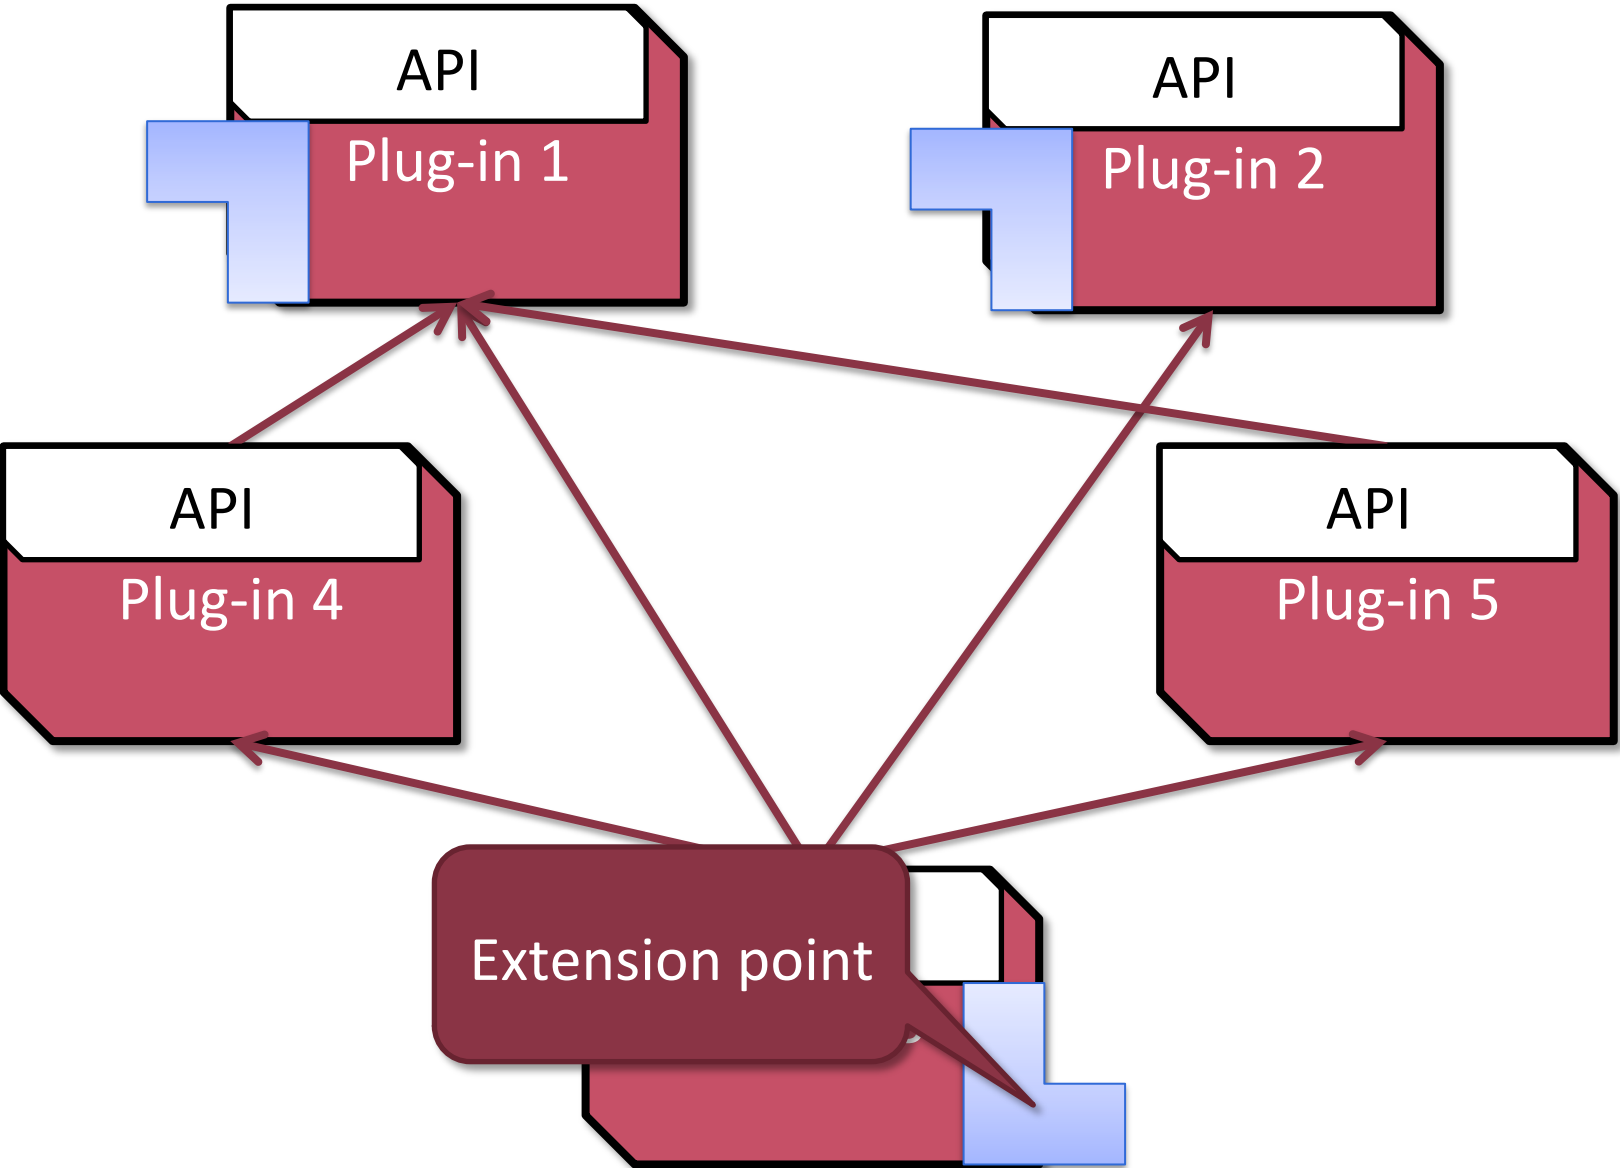 API
Plug-in 1
API
Plug-in 2
API
Plug-in 4
API
Plug-in 5
Extension point